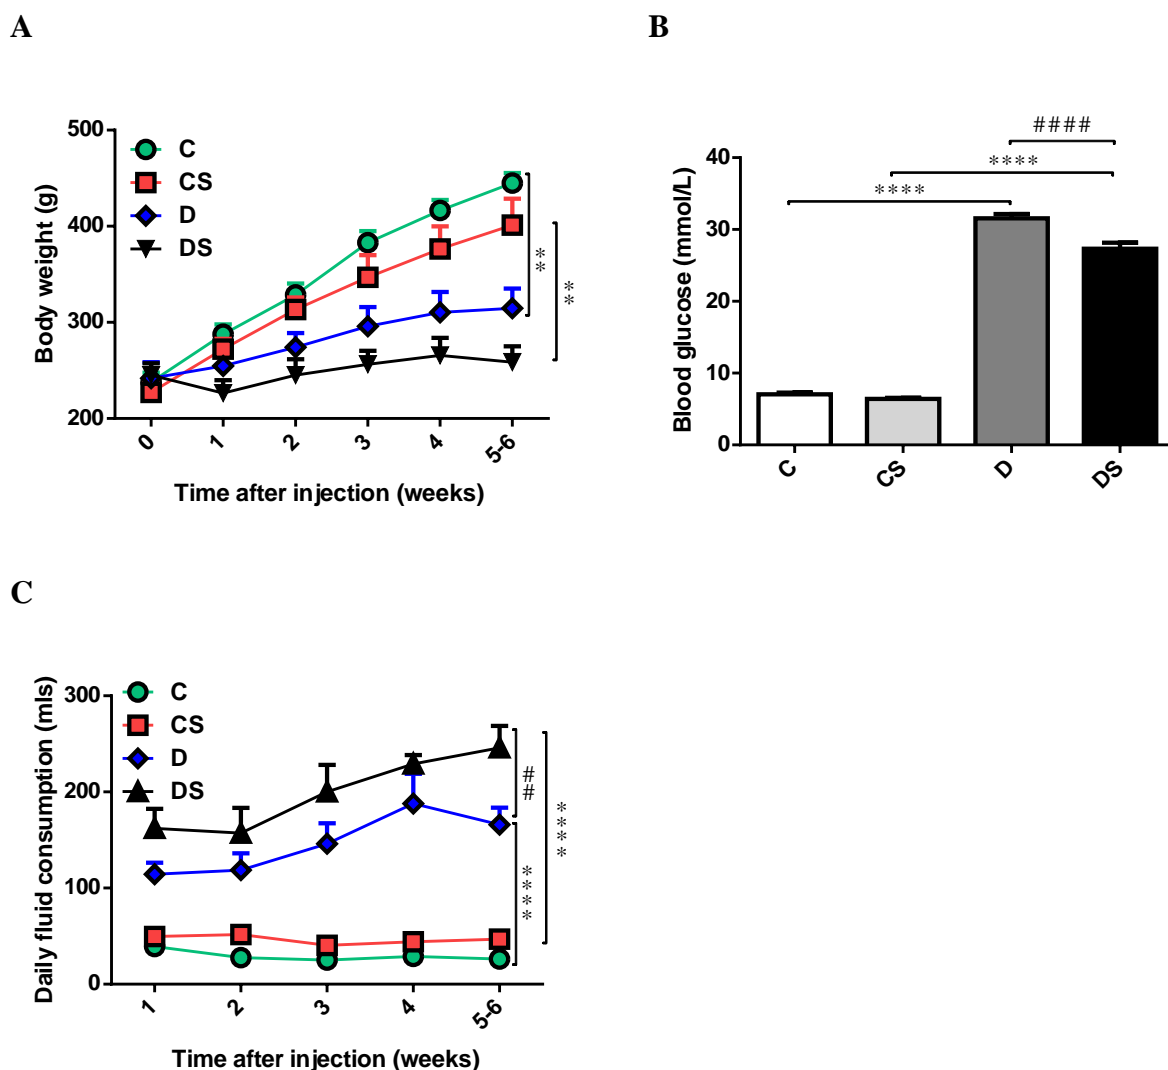 A
B
500
400
300
200
Body weight (g)
C
CS
D
DS
**
**
0
1
2
3
4
5-6
Time after injection (weeks)
####
****
****
40
30
20
10
0
Blood glucose (mmol/L)
C
CS
D
DS
C
300
200
100
0
Daily fluid consumption (mls)
C
CS
D
DS
##
****
****
1
2
3
4
5-6
Time after injection (weeks)